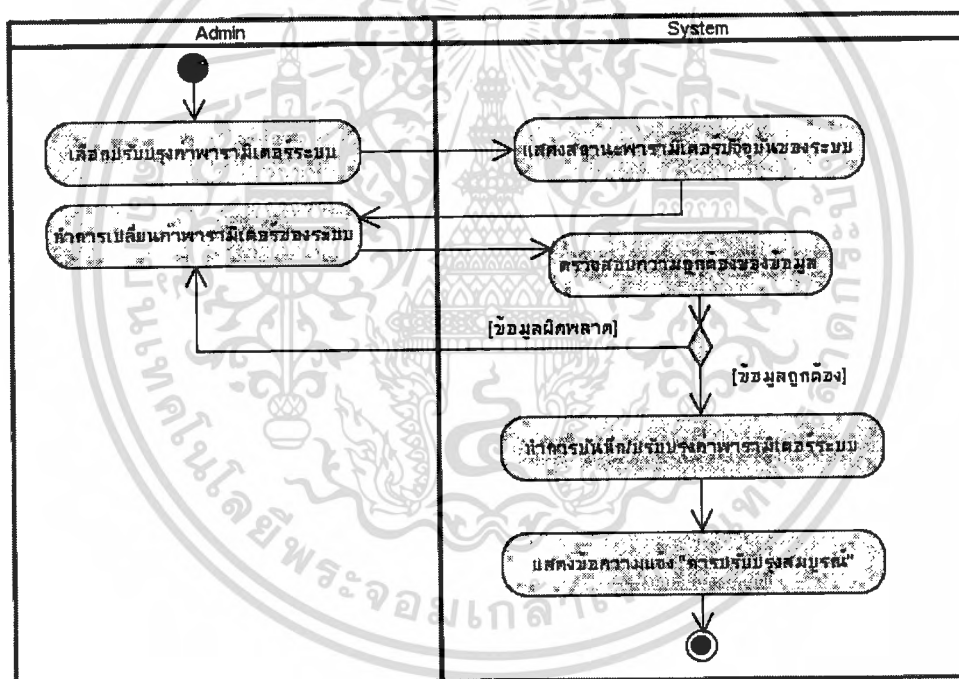 Admin
System
เลือกปรับปรุงค่าพารามิเตอร์ระบบ
แสดงสถานะพารามิเตอร์ปัจจุบันของระบบ
ทำการเปลี่ยนค่าพารามิเตอร์ของระบบ
ตรวจสอบความถูกต้องของข้อมูล
[ข้อมูลผิดพลาด]
[ข้อมูลถูกต้อง]
ทำการบันทึก/ปรับปรุงค่าพารามิเตอร์ระบบ
แสดงข้อความแจ้ง "การปรับปรุงสมบูรณ์"